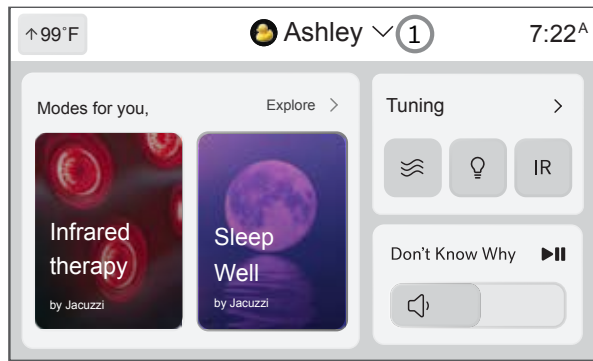 ↑99°F
Ashley
1
7:22ᴬ
Modes for you,
Explore >
Infrared
therapy
by Jacuzzi
Sleep
Well
by Jacuzzi
Tuning >
IR
Don't Know Why